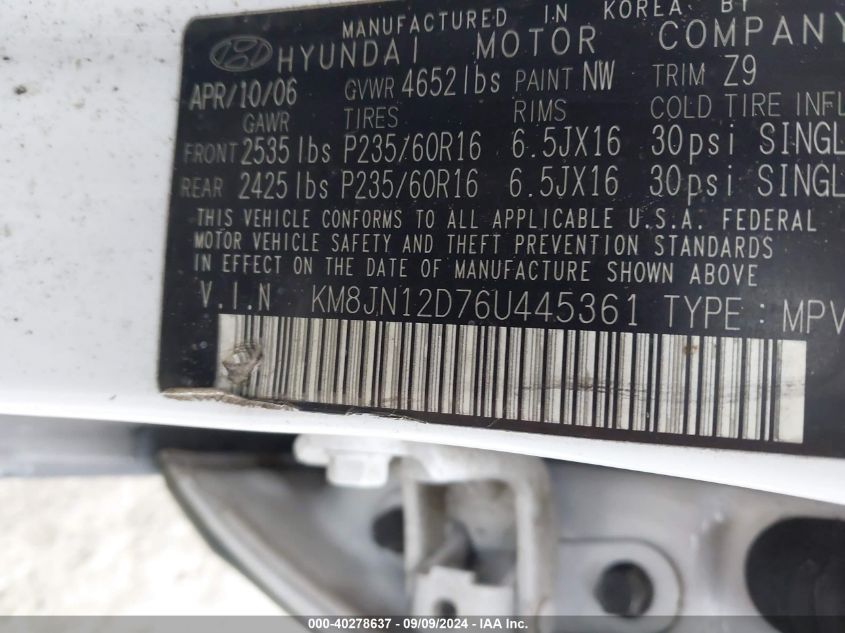 MANUFACTURED IN KOREA BY
HYUNDAI MOTOR COMPANY
APR/10/06 GVWR 4652lbs PAINT NW TRIM Z9
GAWR TIRES RIMS COLD TIRE INFL
FRONT 2535lbs P235/60R16 6.5JX16 30psi SINGL
REAR 2425lbs P235/60R16 6.5JX16 30psi SINGL
THIS VEHICLE CONFORMS TO ALL APPLICABLE U.S.A. FEDERAL
MOTOR VEHICLE SAFETY AND THEFT PREVENTION STANDARDS
IN EFFECT ON THE DATE OF MANUFACTURE SHOWN ABOVE
V.I.N KM8JN12D76U445361 TYPE : MPV
000-40278637 - 09/09/2024 - IAA Inc.